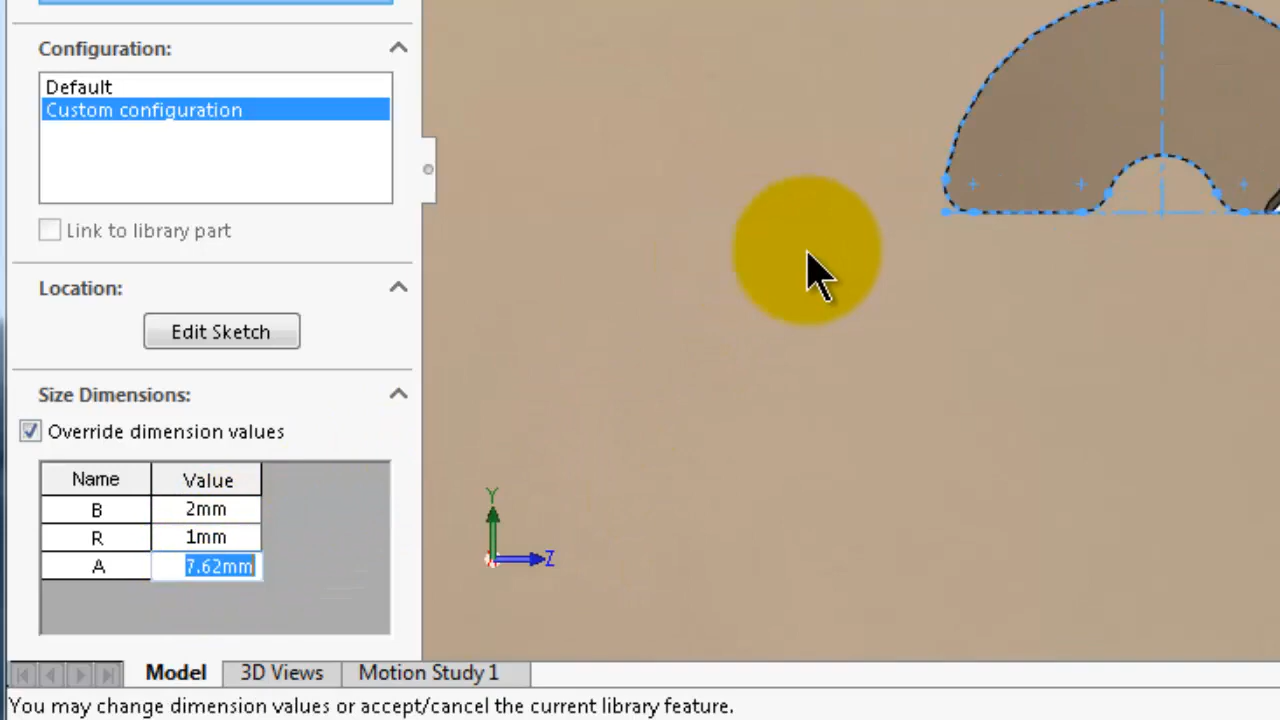 Configuration:
Default
Custom configuration
Link to library part
Location:
Edit Sketch
Size Dimensions:
Override dimension values
Name Value
B 2mm
R 1mm
A 7.62mm
Y
Z
Model 3D Views Motion Study 1
You may change dimension values or accept/cancel the current library feature.